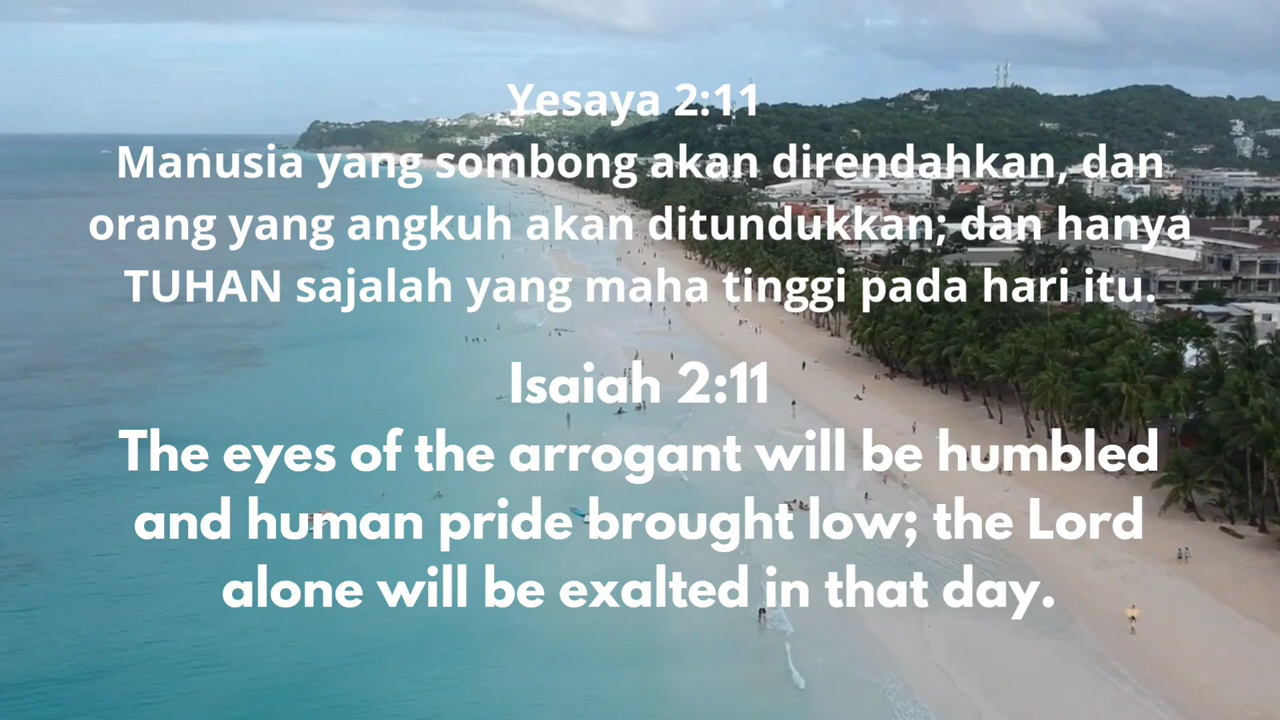 Yesaya 2:11
Manusia yang sombong akan direndahkan, dan
orang yang angkuh akan ditundukkan; dan hanya
TUHAN sajalah yang maha tinggi pada hari itu.
Isaiah 2:11
The eyes of the arrogant will be humbled
and human pride brought low; the Lord
alone will be exalted in that day.